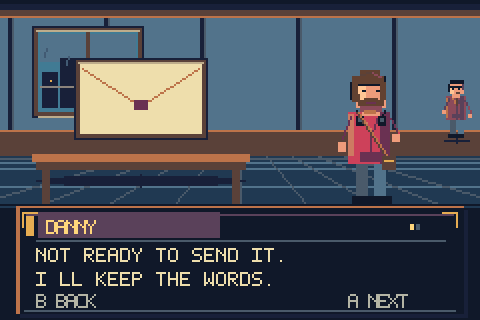 DANNY
NOT READY TO SEND IT.
I LL KEEP THE WORDS.
B BACK
A NEXT